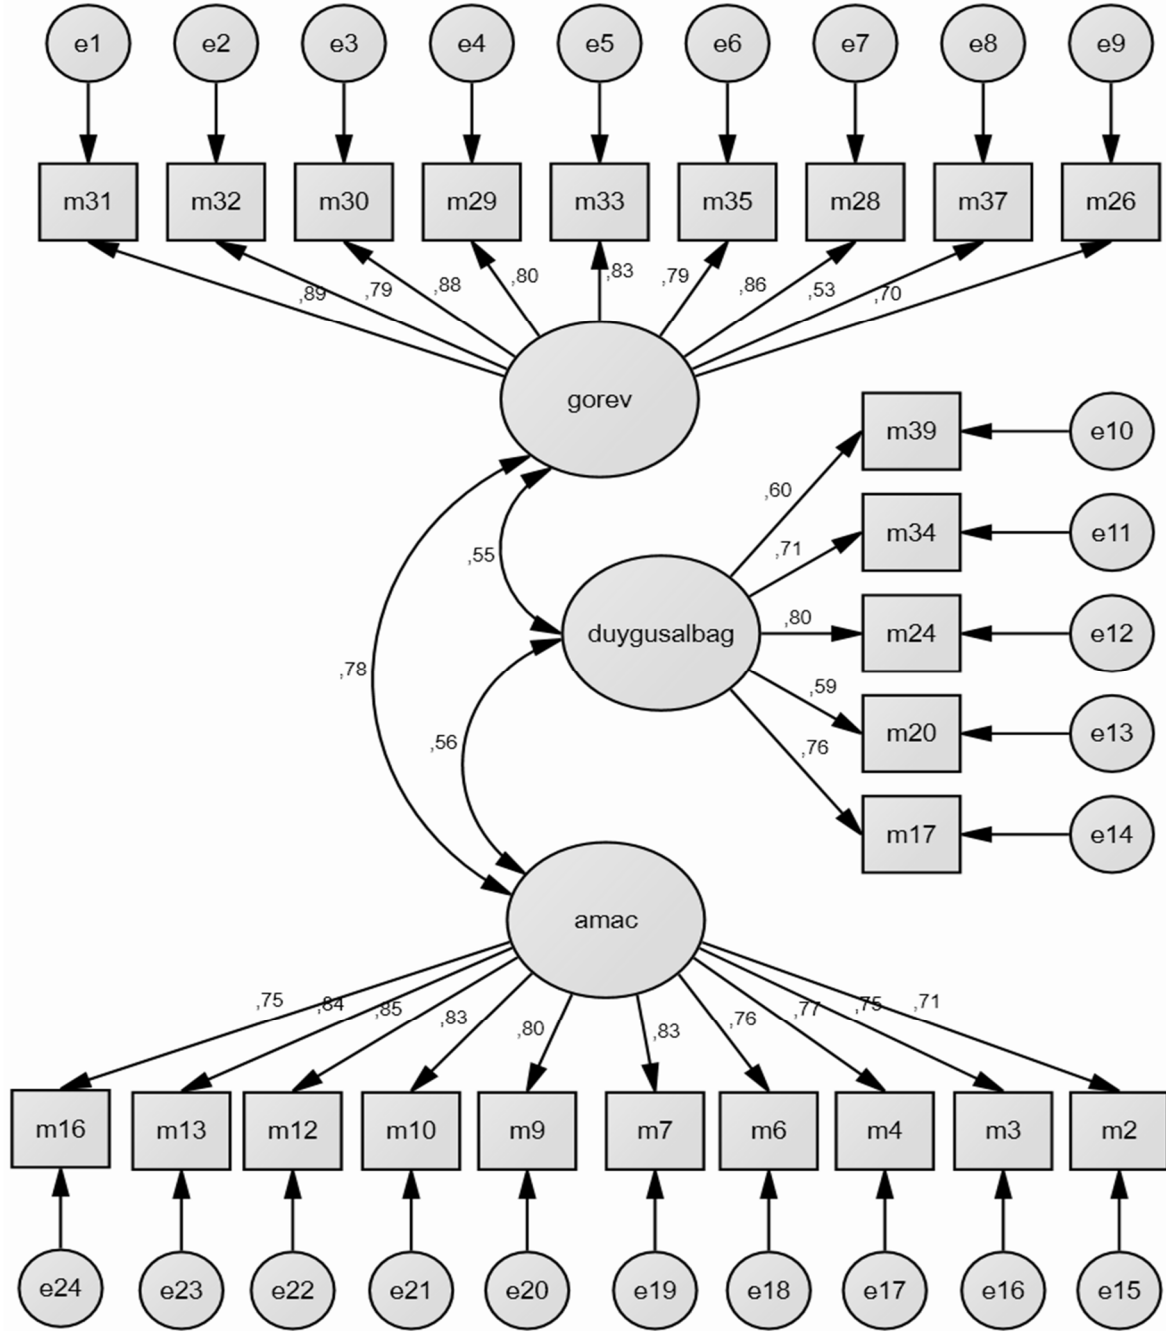 e1 e2 e3 e4 e5 e6 e7 e8 e9
m31 m32 m30 m29 m33 m35 m28 m37 m26
,89 ,79 ,88 ,80 ,83 ,79 ,86 ,53 ,70
gorev
m39 e10
,60
m34 e11
,55 ,71
duygusalbag ,80 m24 e12
,78 ,59
,56 m20 e13
,76
m17 e14
amac
,75 ,84 ,85 ,83 ,80 ,83 ,76 ,77 ,75 ,71
m16 m13 m12 m10 m9 m7 m6 m4 m3 m2
e24 e23 e22 e21 e20 e19 e18 e17 e16 e15